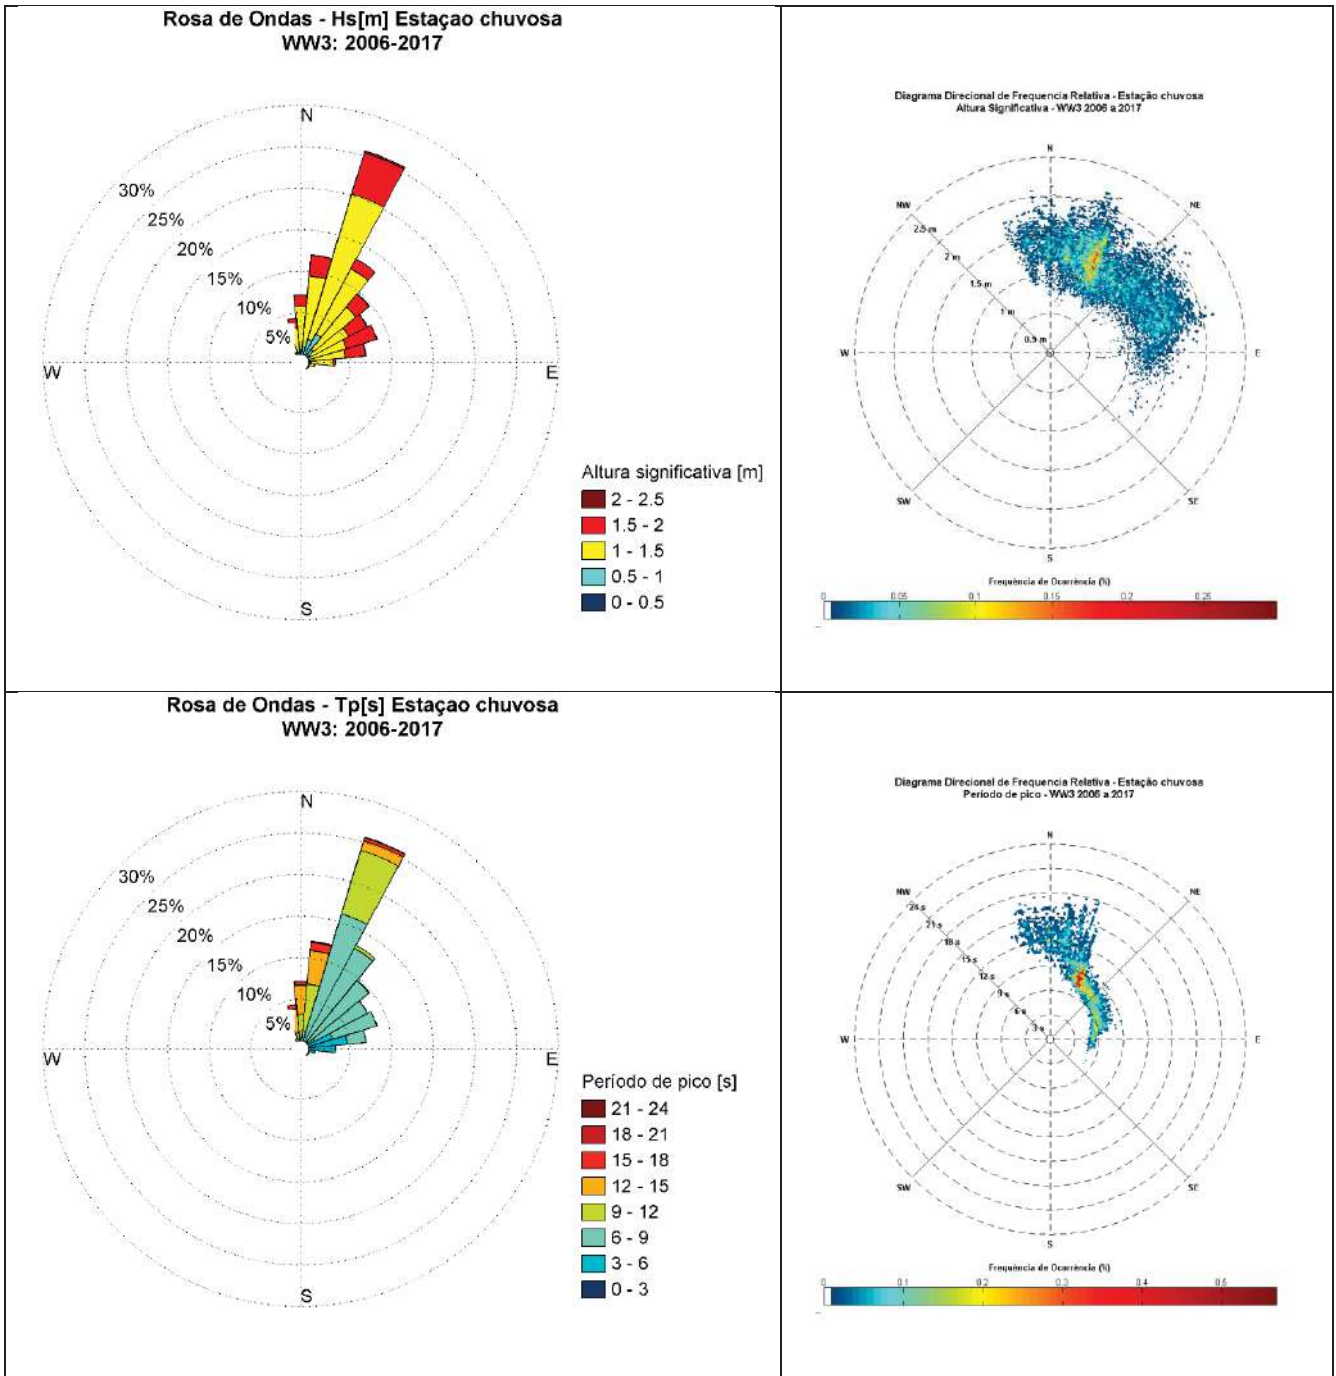 Rosa de Ondas - Hs[m] Estaçao chuvosa
WW3: 2006-2017
N
30%
25%
20%
15%
10%
5%
W
E
S
Altura significativa [m]
2 - 2.5
1.5 - 2
1 - 1.5
0.5 - 1
0 - 0.5
Diagrama Direcional de Frequencia Relativa - Estação chuvosa
Altura Significativa - WW3 2006 a 2017
N
NW
NE
2.5 m
2 m
1.5 m
1 m
0.5 m
W
E
SW
SE
S
Frequência de Ocorrência (%)
0
0.05
0.1
0.15
0.2
0.25
Rosa de Ondas - Tp[s] Estaçao chuvosa
WW3: 2006-2017
N
30%
25%
20%
15%
10%
5%
W
E
S
Período de pico [s]
21 - 24
18 - 21
15 - 18
12 - 15
9 - 12
6 - 9
3 - 6
0 - 3
Diagrama Direcional de Frequencia Relativa - Estação chuvosa
Período de pico - WW3 2006 a 2017
N
NW
NE
24 s
21 s
18 s
15 s
12 s
9 s
6 s
3 s
W
E
SW
SE
S
Frequência de Ocorrência (%)
0
0.1
0.2
0.3
0.4
0.5